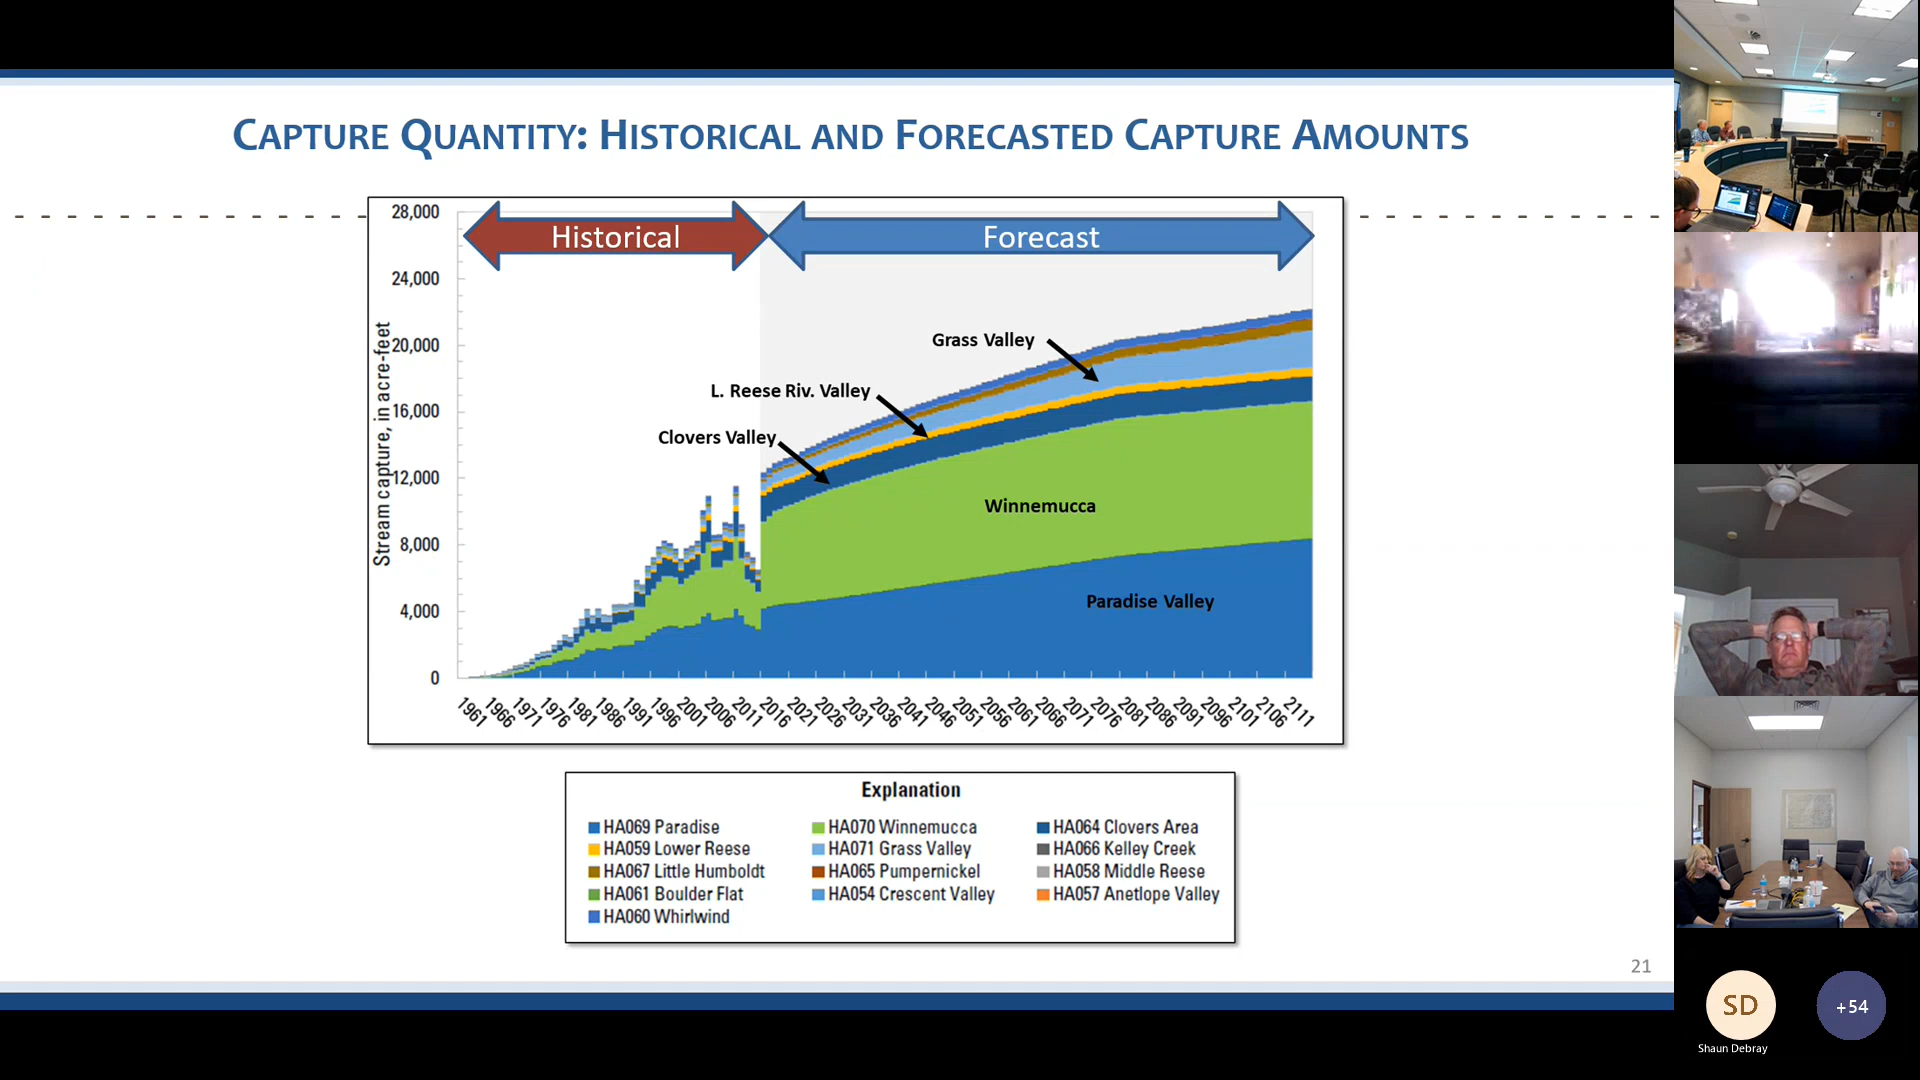 CAPTURE QUANTITY: HISTORICAL AND FORECASTED CAPTURE AMOUNTS
Historical
Forecast
Stream capture, in acre-feet
28,000
24,000
20,000
16,000
12,000
8,000
4,000
0
Grass Valley
L. Reese Riv. Valley
Clovers Valley
Winnemucca
Paradise Valley
1961 1966 1971 1976 1981 1986 1991 1996 2001 2006 2011 2016 2021 2026 2031 2036 2041 2046 2051 2056 2061 2066 2071 2076 2081 2086 2091 2096 2101 2106 2111
Explanation
HA069 Paradise HA070 Winnemucca HA064 Clovers Area
HA059 Lower Reese HA071 Grass Valley HA066 Kelley Creek
HA067 Little Humboldt HA065 Pumpernickel HA058 Middle Reese
HA061 Boulder Flat HA054 Crescent Valley HA057 Anetlope Valley
HA060 Whirlwind
21
SD
+54
Shaun Debray